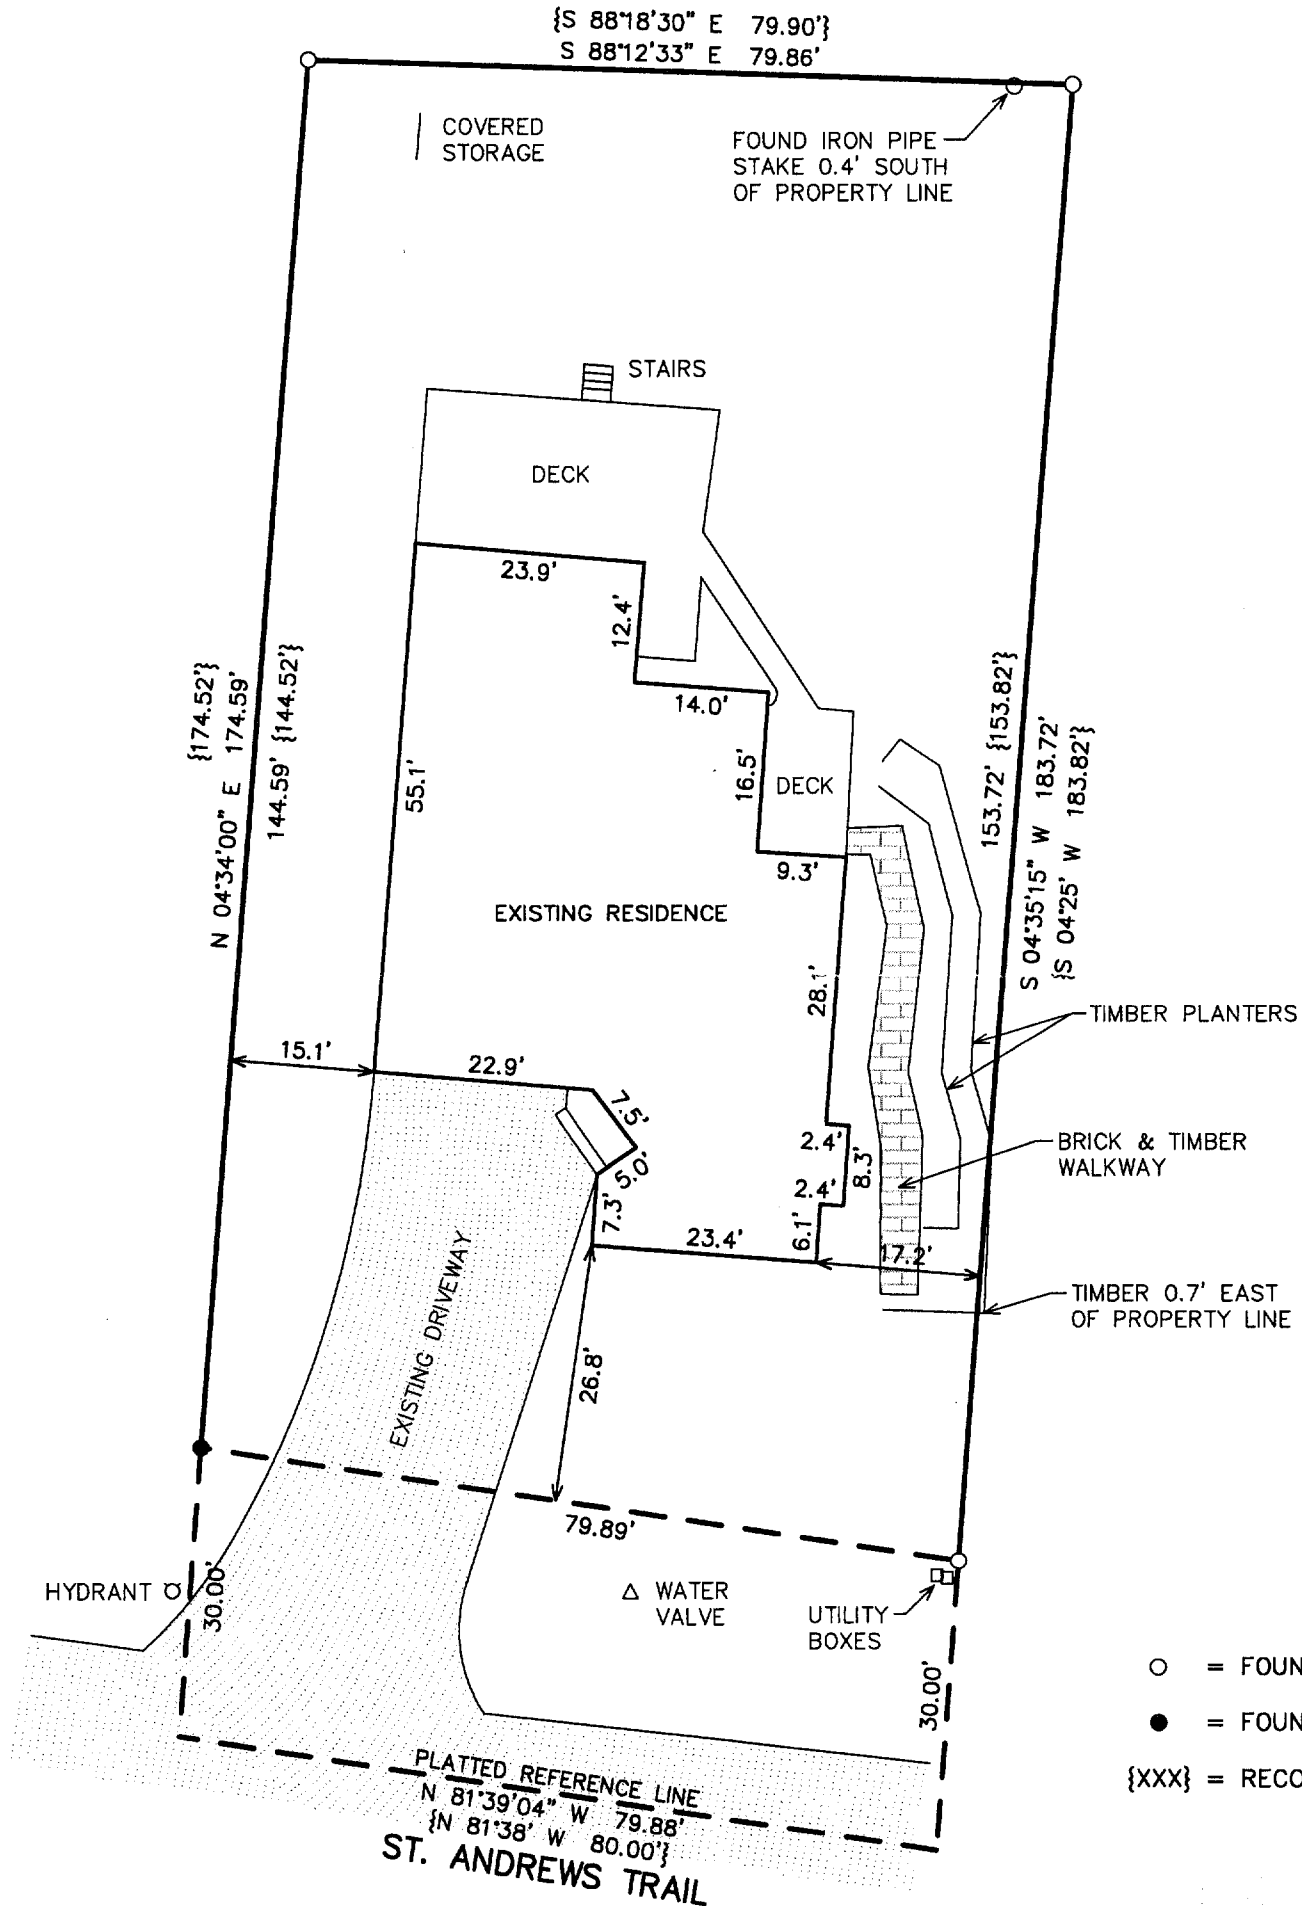 {S 88°18'30" E 79.90'}
S 88°12'33" E 79.86'
COVERED
STORAGE
FOUND IRON PIPE
STAKE 0.4' SOUTH
OF PROPERTY LINE
STAIRS
DECK
23.9'
12.4'
14.0'
16.5'
DECK
9.3'
55.1'
{174.52'}
N 04°34'00" E 174.59'
144.59' {144.52'}
153.72' {153.82'}
S 04°35'15" W 183.72'
{S 04°25' W 183.82'}
EXISTING RESIDENCE
28.1'
TIMBER PLANTERS
15.1'
22.9'
7.5'
5.0'
7.3'
2.4'
8.3'
2.4'
6.1'
BRICK & TIMBER
WALKWAY
23.4'
17.2'
TIMBER 0.7' EAST
OF PROPERTY LINE
EXISTING DRIVEWAY
26.8'
79.89'
HYDRANT
30.00'
WATER
VALVE
UTILITY
BOXES
30.00'
= FOUN
= FOUN
{XXX} = RECO
PLATTED REFERENCE LINE
N 81°39'04" W 79.88'
{N 81°38' W 80.00'}
ST. ANDREWS TRAIL